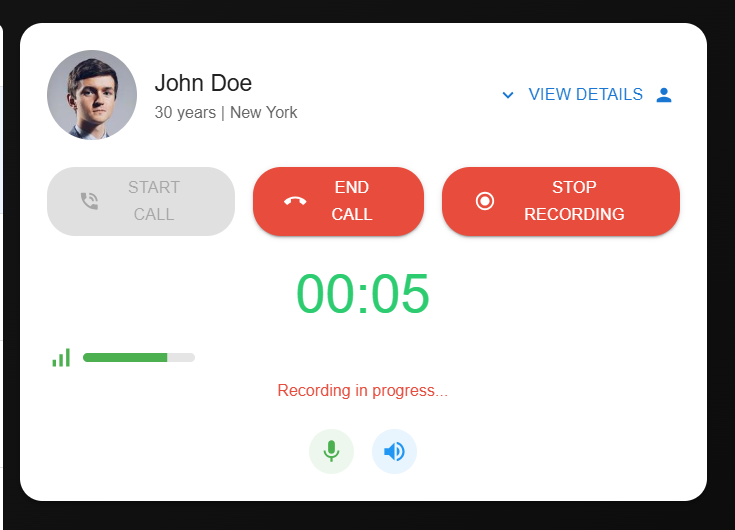 John Doe
30 years | New York
VIEW DETAILS
START
CALL
END
CALL
STOP
RECORDING
00:05
Recording in progress...